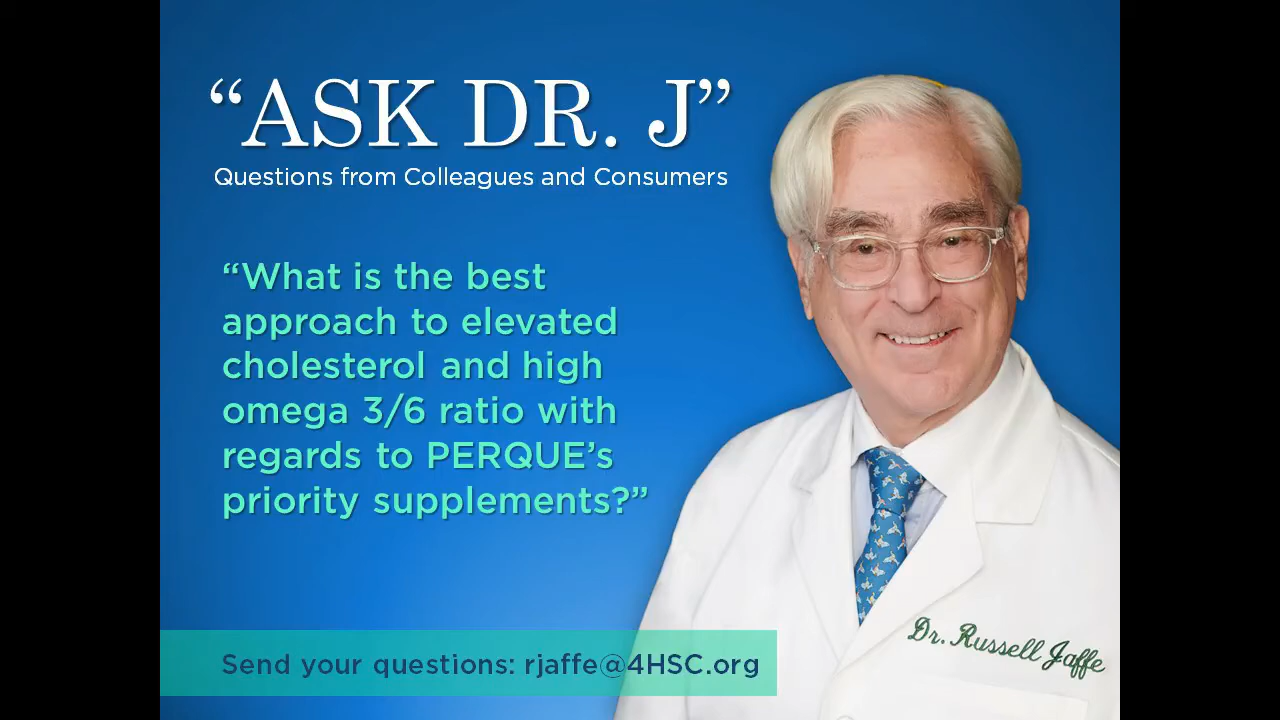 “ASK DR. J”
Questions from Colleagues and Consumers
“What is the best
approach to elevated
cholesterol and high
omega 3/6 ratio with
regards to PERQUE’s
priority supplements?”
Send your questions: rjaffe@4HSC.org
Dr. Russell Jaffe